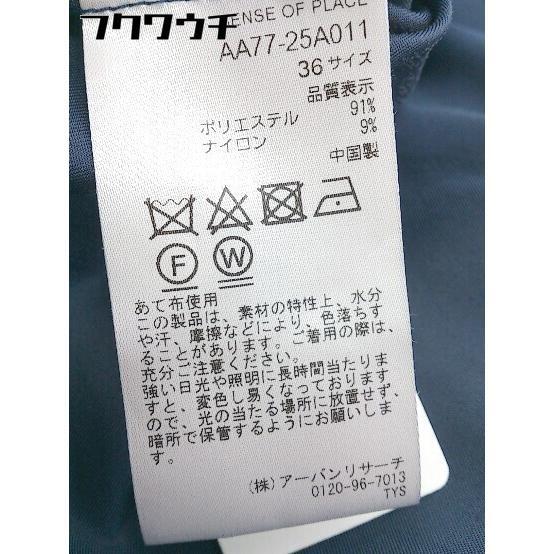 フクワウチ
SENSE OF PLACE
AA77-25A011
36サイズ
品質表示
ポリエステル 91%
ナイロン 9%
中国製
F W
あて布使用
この製品は、素材の特性上、水分
や汗、摩擦などにより、色落ちす
ることがあります。ご着用の際は、
充分ご注意ください。
強い日光や照明に長時間当たりま
すと、変色し易くなっております
ので、光の当たる場所に放置せず、
暗所で保管するようにお願いしま
す。
(株) アーバンリサーチ
0120-96-7013
TYS